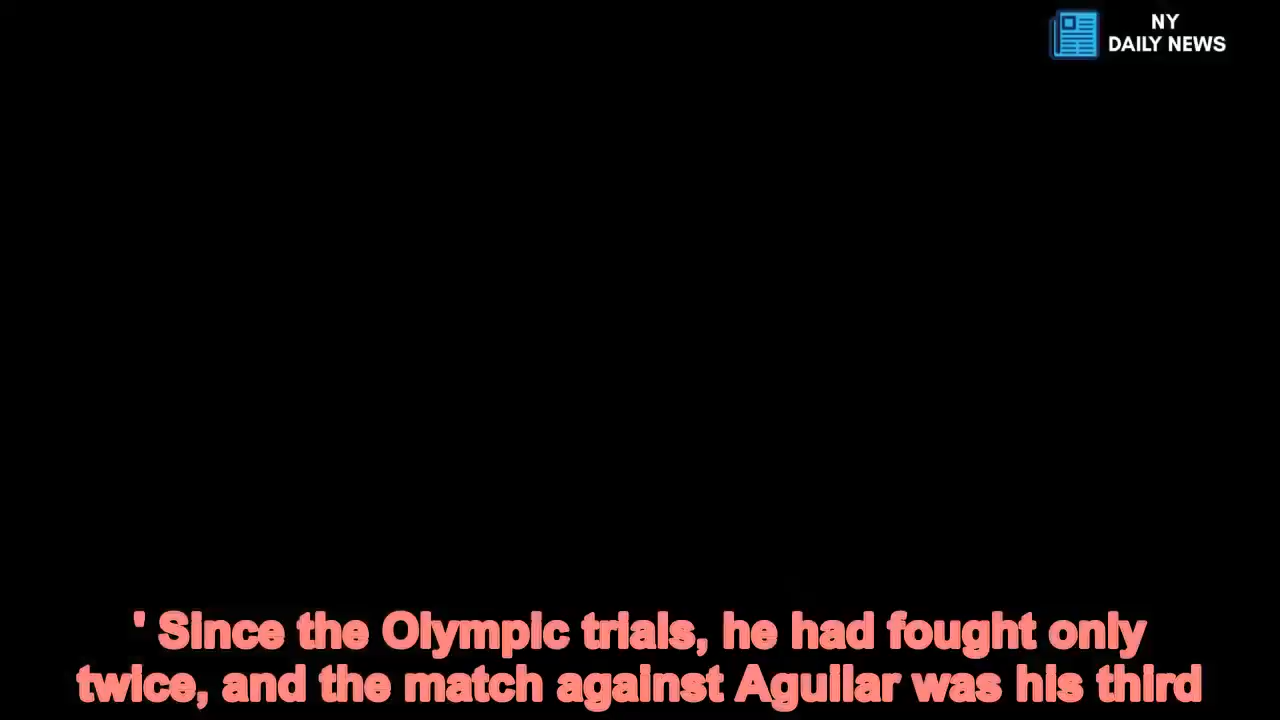 NY
DAILY NEWS
' Since the Olympic trials, he had fought only
twice, and the match against Aguilar was his third